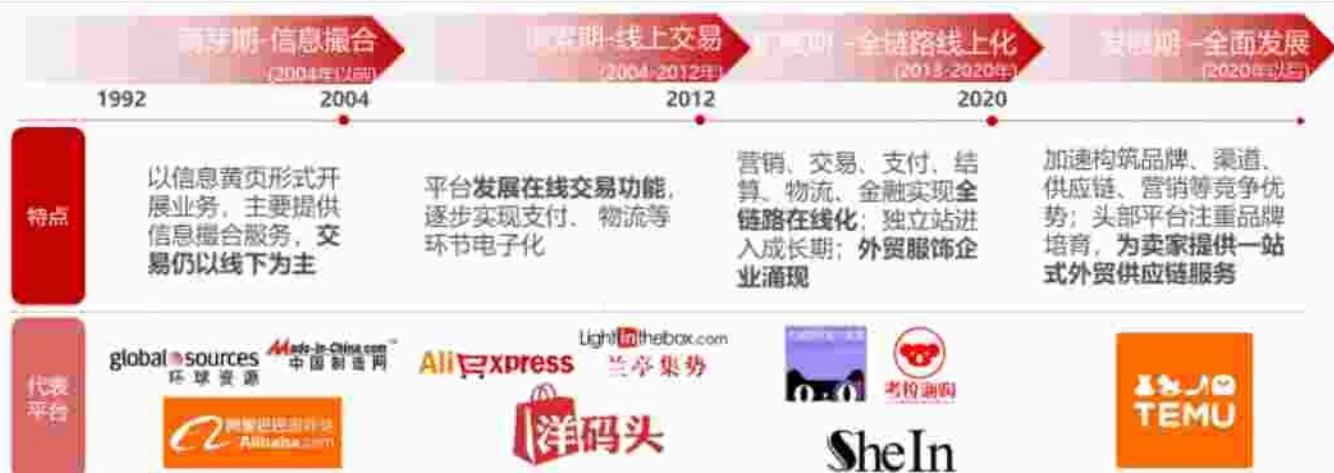 萌芽期-信息撮合
(2004年以前)
期-线上交易
(2004-2012年)
-全链路线上化
(2013-2020年)
发展期-全面发展
(2020年以后)
1992
2004
2012
2020
特点
以信息黄页形式开
展业务，主要提供
信息撮合服务，交
易仍以线下为主
平台发展在线交易功能，
逐步实现支付、物流等
环节电子化
营销、交易、支付、结
算、物流、金融实现全
链路在线化；独立站进
入成长期；外贸服饰企
业涌现
加速构筑品牌、渠道、
供应链、营销等竞争优
势；头部平台注重品牌
培育，为卖家提供一站
式外贸供应链服务
代表
平台
global sources
环球资源
Made-in-China.com
中国制造网
阿里巴巴国际站
Alibaba.com
AliExpress
Lightinthebox.com
兰亭集势
洋码头
考拉海购
SheIn
TEMU